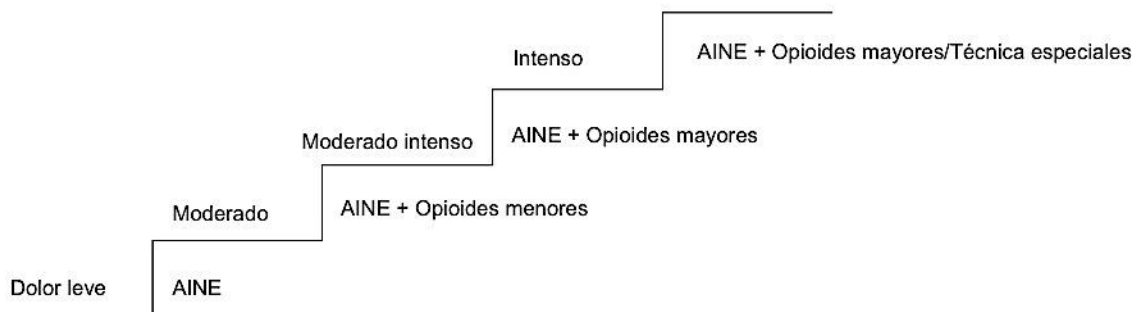 Intenso
AINE + Opioides mayores/Técnica especiales
Moderado intenso
AINE + Opioides mayores
Moderado
AINE + Opioides menores
Dolor leve
AINE